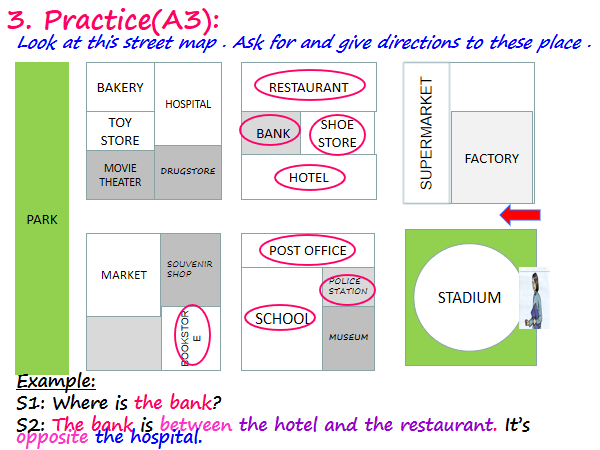 3. Practice(A3):
Look at this street map . Ask for and give directions to these place .
BAKERY
HOSPITAL
TOY
STORE
MOVIE
THEATER
DRUGSTORE
RESTAURANT
BANK
SHOE
STORE
HOTEL
SUPERMARKET
FACTORY
PARK
MARKET
SOUVENIR
SHOP
BOOKSTOR
E
POST OFFICE
POLICE
STATION
SCHOOL
MUSEUM
STADIUM
Example:
S1: Where is the bank?
S2: The bank is between the hotel and the restaurant. It's
opposite the hospital.